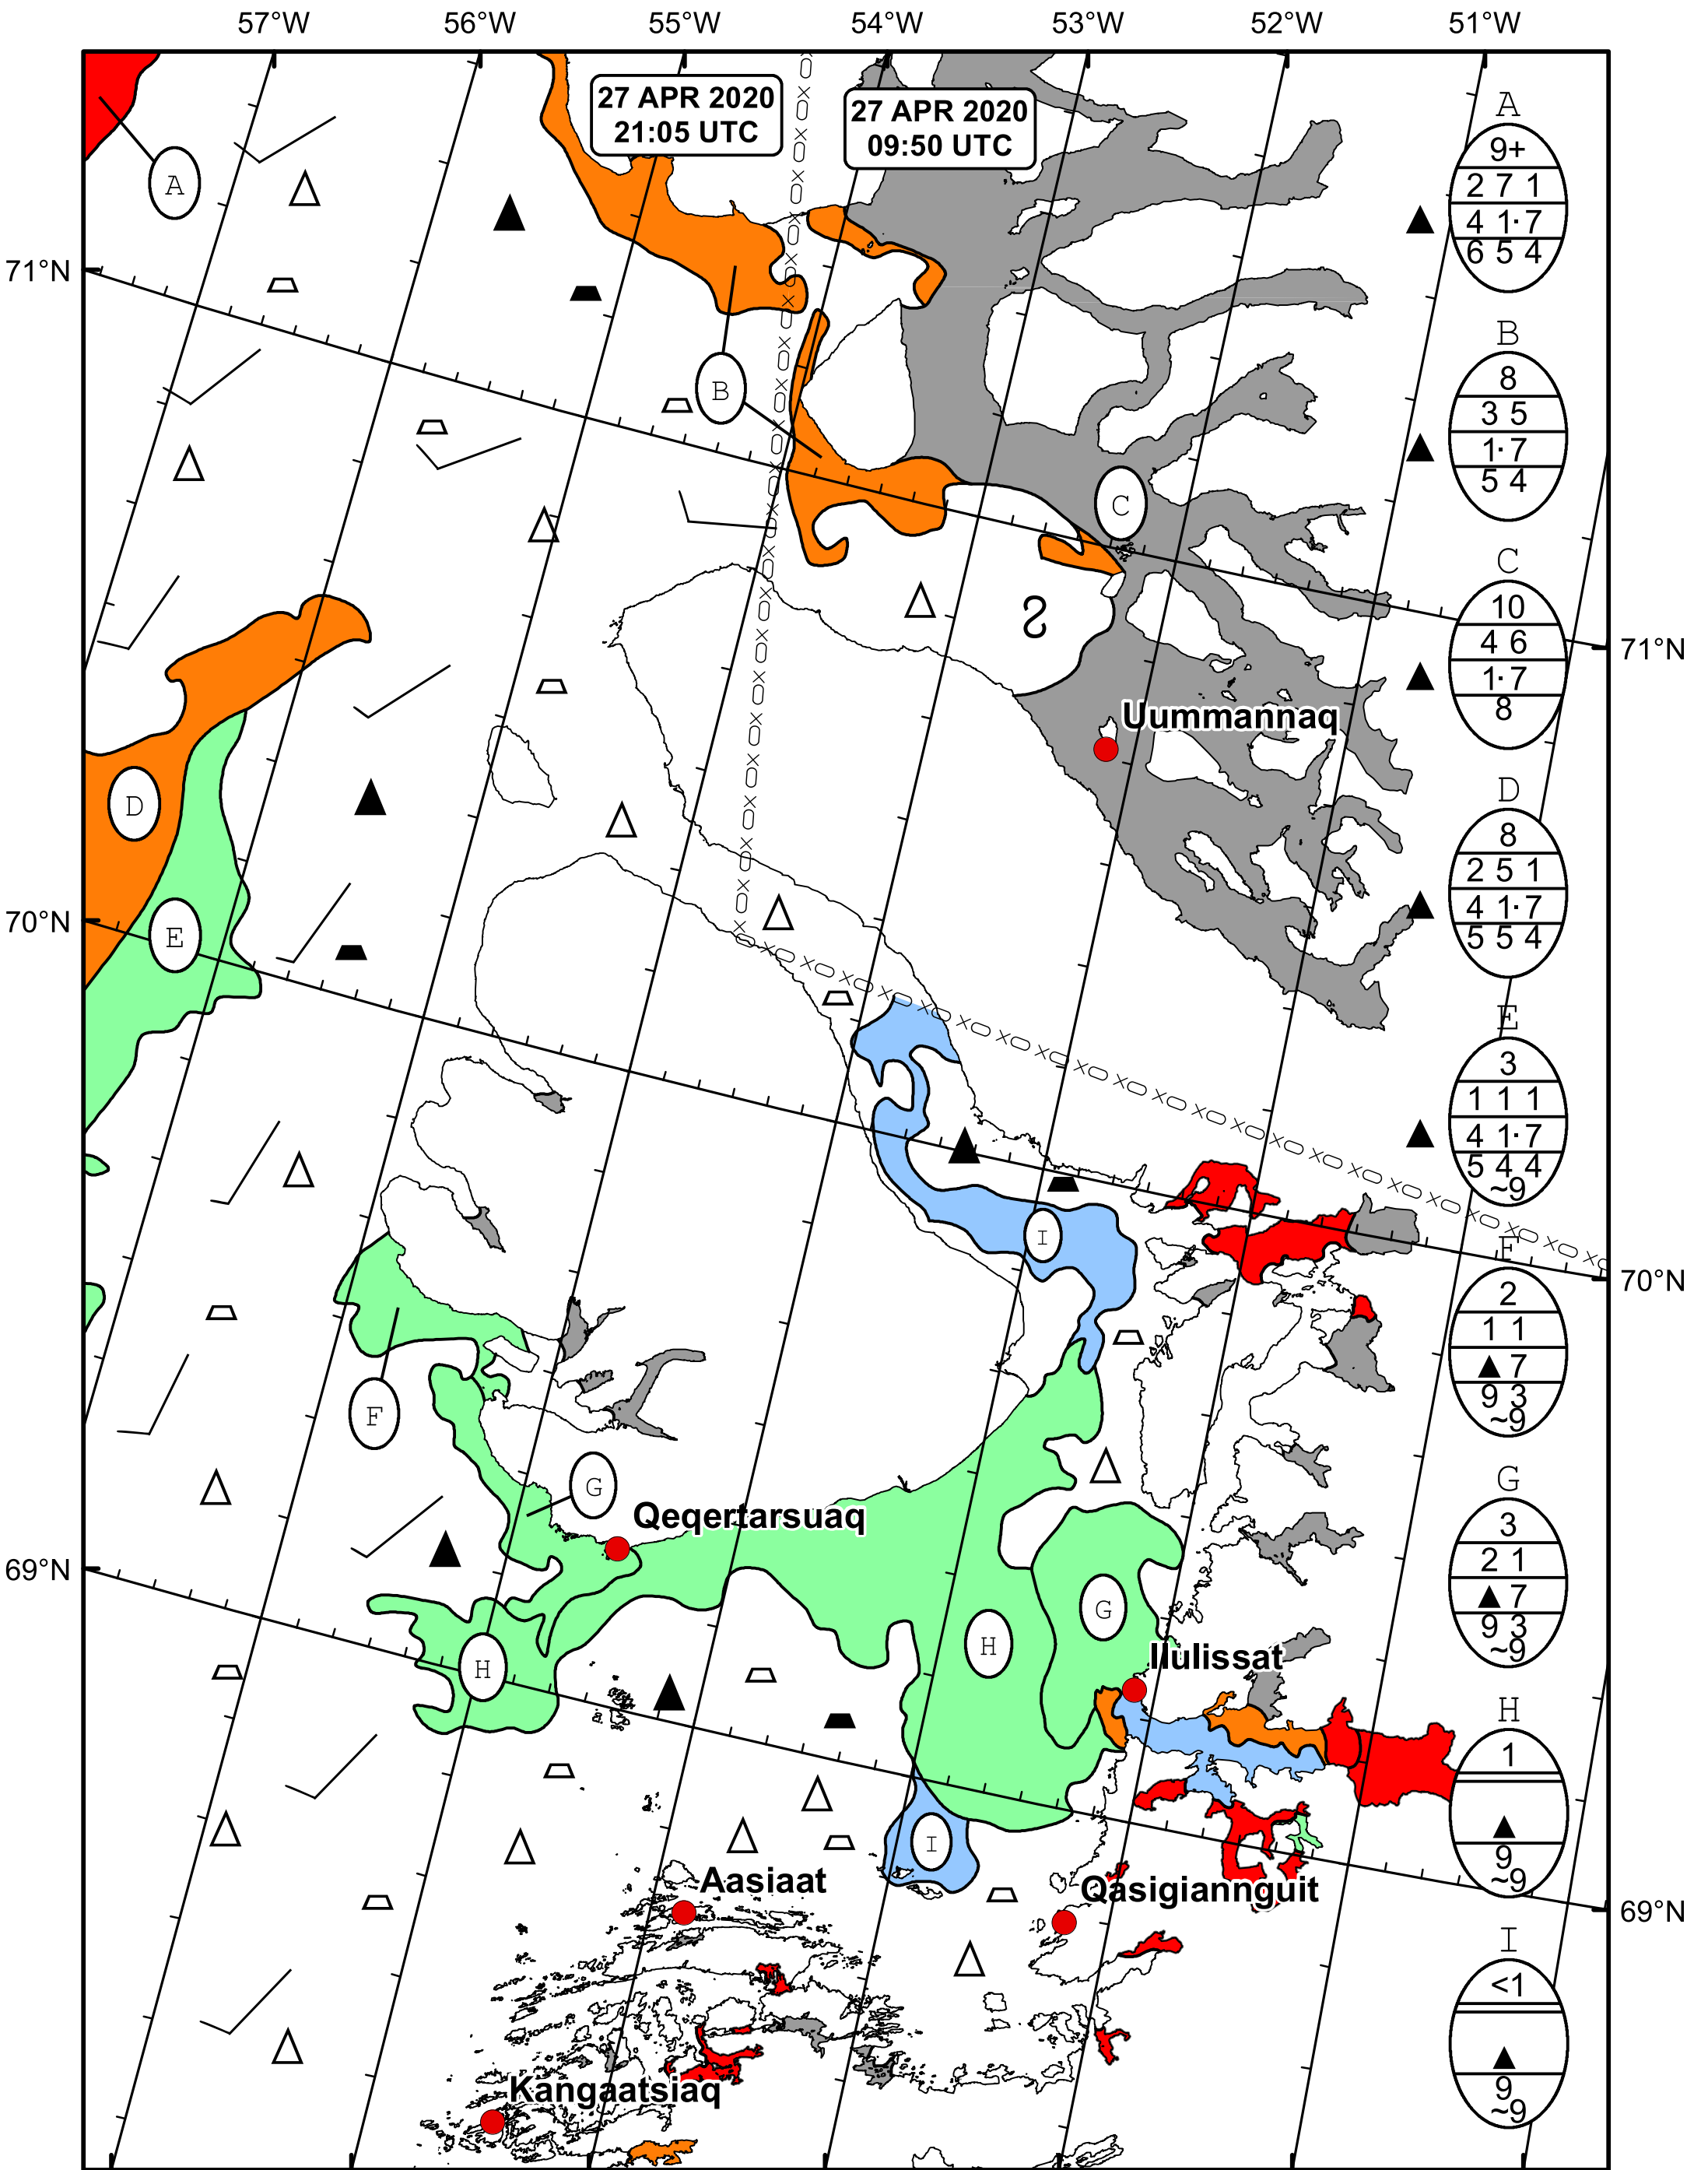 57°W 56°W 55°W 54°W 53°W 52°W 51°W
27 APR 2020
21:05 UTC
27 APR 2020
09:50 UTC
A
B
C
D
E
F
G
H
G
H
I
I
71°N
70°N
69°N
71°N
70°N
69°N
Uummannaq
Qeqertarsuaq
Ilulissat
Aasiaat
Qasigiannguit
Kangaatsiaq
A
9+
2 7 1
4 1· 7
6 5 4
B
8
3 5
1· 7
5 4
C
10
4 6
1· 7
8
D
8
2 5 1
4 1· 7
5 5 4
E
3
1 1 1
4 1· 7
5 4 4
~9
F
2
1 1
▲ 7
9 3
~9
G
3
2 1
▲ 7
9 3
~9
H
1
▲
9
~9
I
<1
▲
9
~9